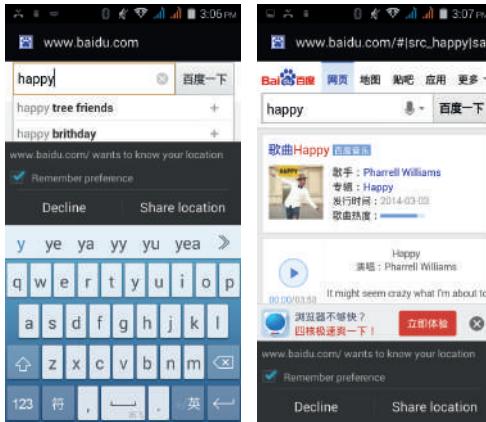 3:06 PM
www.baidu.com
happy
百度一下
happy tree friends
happy brithday
www.baidu.com/ wants to know your location
Remember preference
Decline
Share location
y ye ya yy yu yea
q w e r t y u i o p
a s d f g h j k l
z x c v b n m
123 符 , 英
3:07 PM
www.baidu.com/#|src_happy|sa
Bai百度 网页 地图 贴吧 应用 更多
happy
百度一下
歌曲Happy 百度音乐
歌手：Pharrell Williams
专辑：Happy
发行时间：2014-03-03
歌曲热度：
Happy
演唱：Pharrell Williams
It might seem crazy what I'm about to
00:00/03:53
浏览器不够快？
四核极速爽一下！
立即体验
www.baidu.com/ wants to know your location
Remember preference
Decline
Share location